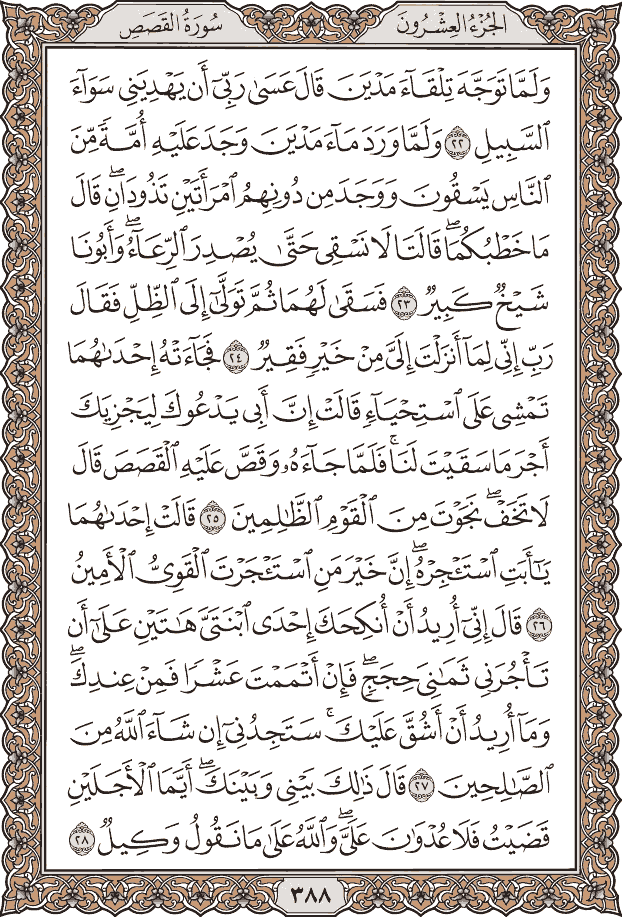 الجُزْءُ العِشْرُونَ
سُورَةُ القَصَصِ
وَلَمَّا تَوَجَّهَ تِلْقَآءَ مَدْيَنَ قَالَ عَسَىٰ رَبِّىٓ أَن يَهْدِيَنِى سَوَآءَ
ٱلسَّبِيلِ ٢٢ وَلَمَّا وَرَدَ مَآءَ مَدْيَنَ وَجَدَ عَلَيْهِ أُمَّةً مِّنَ
ٱلنَّاسِ يَسْقُونَ وَوَجَدَ مِن دُونِهِمُ ٱمْرَأَتَيْنِ تَذُودَانِۖ قَالَ
مَا خَطْبُكُمَاۖ قَالَتَا لَا نَسْقِى حَتَّىٰ يُصْدِرَ ٱلرِّعَآءُۖ وَأَبُونَا
شَيْخٌ كَبِيرٌ ٢٣ فَسَقَىٰ لَهُمَا ثُمَّ تَوَلَّىٰٓ إِلَى ٱلظِّلِّ فَقَالَ
رَبِّ إِنِّى لِمَآ أَنزَلْتَ إِلَىَّ مِنْ خَيْرٍ فَقِيرٌ ٢٤ فَجَآءَتْهُ إِحْدَىٰهُمَا
تَمْشِى عَلَى ٱسْتِحْيَآءٍ قَالَتْ إِنَّ أَبِى يَدْعُوكَ لِيَجْزِيَكَ
أَجْرَ مَا سَقَيْتَ لَنَاۚ فَلَمَّا جَآءَهُۥ وَقَصَّ عَلَيْهِ ٱلْقَصَصَ قَالَ
لَا تَخَفْۖ نَجَوْتَ مِنَ ٱلْقَوْمِ ٱلظَّٰلِمِينَ ٢٥ قَالَتْ إِحْدَىٰهُمَا
يَٰٓأَبَتِ ٱسْتَـْٔجِرْهُۖ إِنَّ خَيْرَ مَنِ ٱسْتَـْٔجَرْتَ ٱلْقَوِىُّ ٱلْأَمِينُ
٢٦ قَالَ إِنِّىٓ أُرِيدُ أَنْ أُنكِحَكَ إِحْدَى ٱبْنَتَىَّ هَٰتَيْنِ عَلَىٰٓ أَن
تَأْجُرَنِى ثَمَٰنِىَ حِجَجٍۖ فَإِنْ أَتْمَمْتَ عَشْرًا فَمِنْ عِندِكَۖ
وَمَآ أُرِيدُ أَنْ أَشُقَّ عَلَيْكَۚ سَتَجِدُنِىٓ إِن شَآءَ ٱللَّهُ مِنَ
ٱلصَّٰلِحِينَ ٢٧ قَالَ ذَٰلِكَ بَيْنِى وَبَيْنَكَۖ أَيَّمَا ٱلْأَجَلَيْنِ
قَضَيْتُ فَلَا عُدْوَٰنَ عَلَىَّۖ وَٱللَّهُ عَلَىٰ مَا نَقُولُ وَكِيلٌ ٢٨
٣٨٨